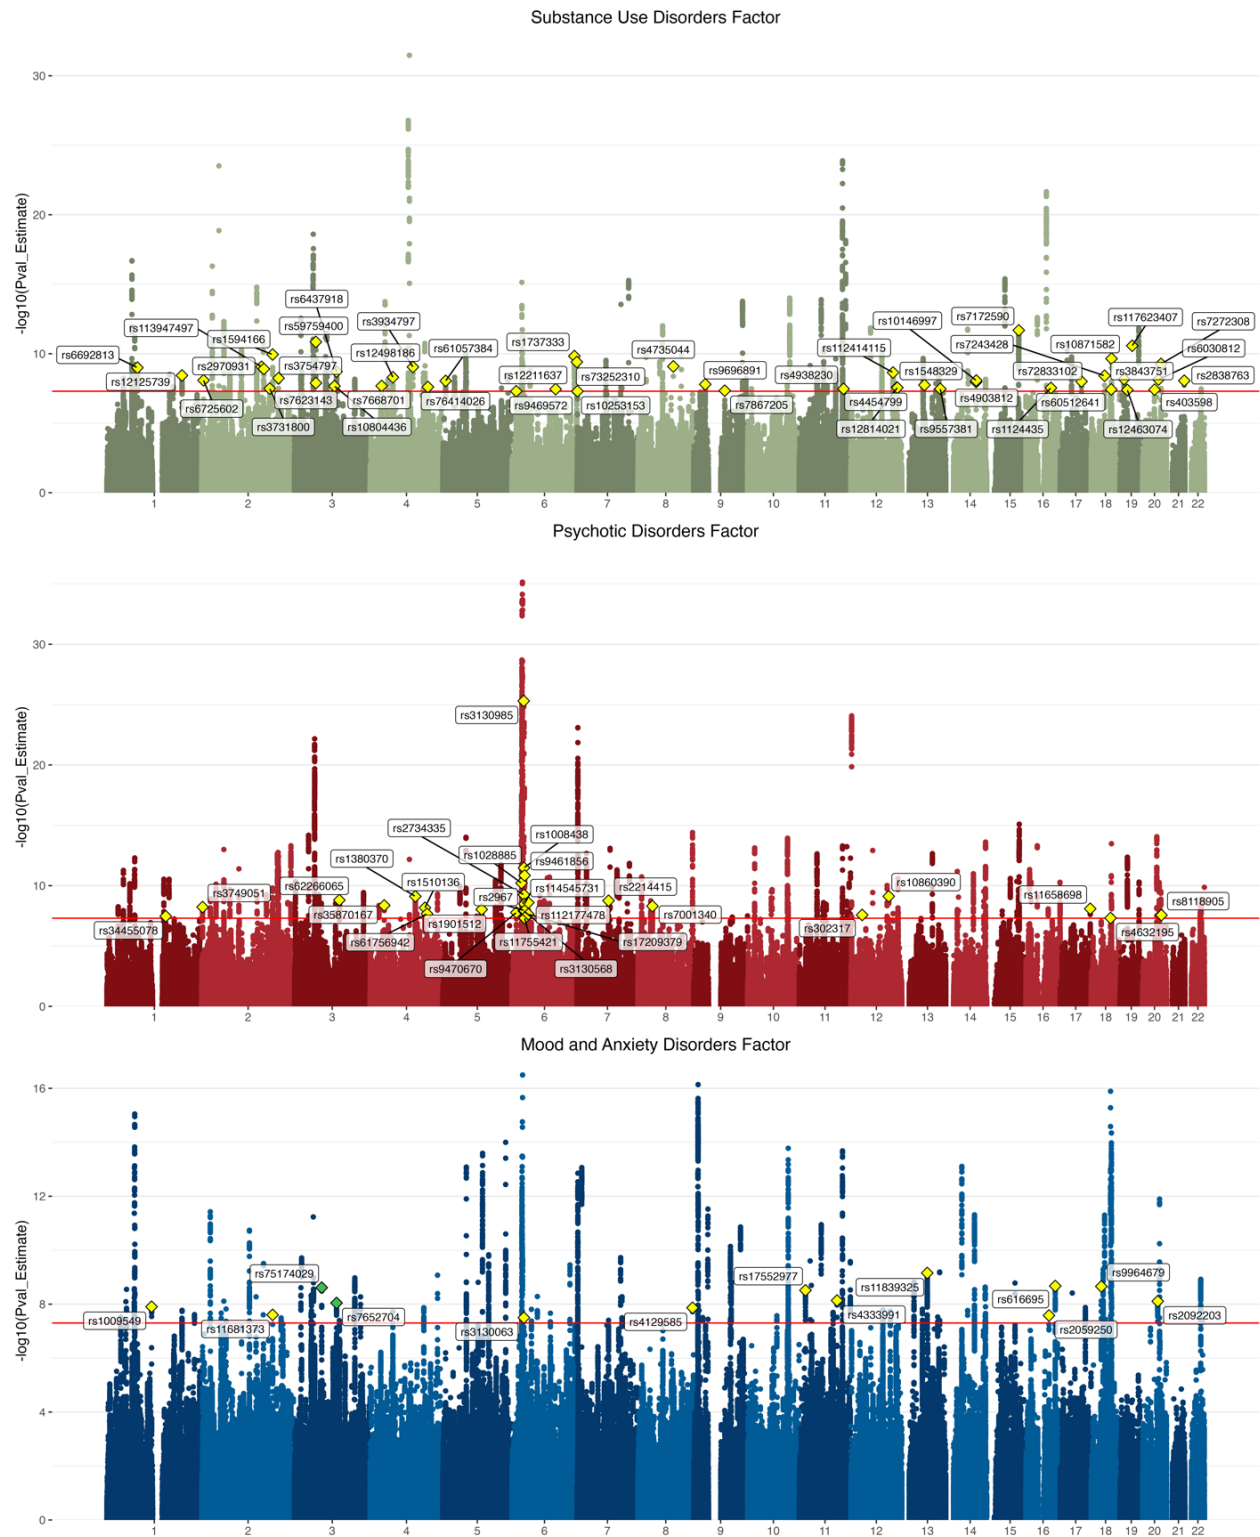 Substance Use Disorders Factor
-log10(Pval_Estimate)
30
20
10
0
rs6437918
rs113947497
rs59759400
rs3934797
rs1594166
rs12498186
rs61057384
rs1737333
rs6692813
rs2970931
rs3754797
rs12211637
rs73252310
rs4735044
rs12125739
rs6725602
rs7623143
rs7668701
rs76414026
rs9469572
rs10253153
rs3731800
rs10804436
rs9696891
rs7867205
rs10146997
rs7172590
rs117623407
rs7272308
rs112414115
rs7243428
rs10871582
rs6030812
rs4938230
rs1548329
rs72833102
rs3843751
rs2838763
rs4454799
rs4903812
rs60512641
rs403598
rs12814021
rs9557381
rs1124435
rs12463074
1 2 3 4 5 6 7 8 9 10 11 12 13 14 15 16 17 18 19 20 21 22
Psychotic Disorders Factor
-log10(Pval_Estimate)
30
20
10
0
rs3130985
rs2734335
rs1008438
rs1380370
rs1028885
rs9461856
rs3749051
rs62266065
rs1510136
rs2967
rs114545731
rs2214415
rs10860390
rs11658698
rs34455078
rs35870167
rs1901512
rs112177478
rs7001340
rs302317
rs8118905
rs61756942
rs11755421
rs17209379
rs4632195
rs9470670
rs3130568
1 2 3 4 5 6 7 8 9 10 11 12 13 14 15 16 17 18 19 20 21 22
Mood and Anxiety Disorders Factor
-log10(Pval_Estimate)
16
12
8
4
0
rs75174029
rs17552977
rs11839325
rs9964679
rs616695
rs1009549
rs11681373
rs7652704
rs3130063
rs4129585
rs4333991
rs2059250
rs2092203
1 2 3 4 5 6 7 8 9 10 11 12 13 14 15 16 17 18 19 20 21 22